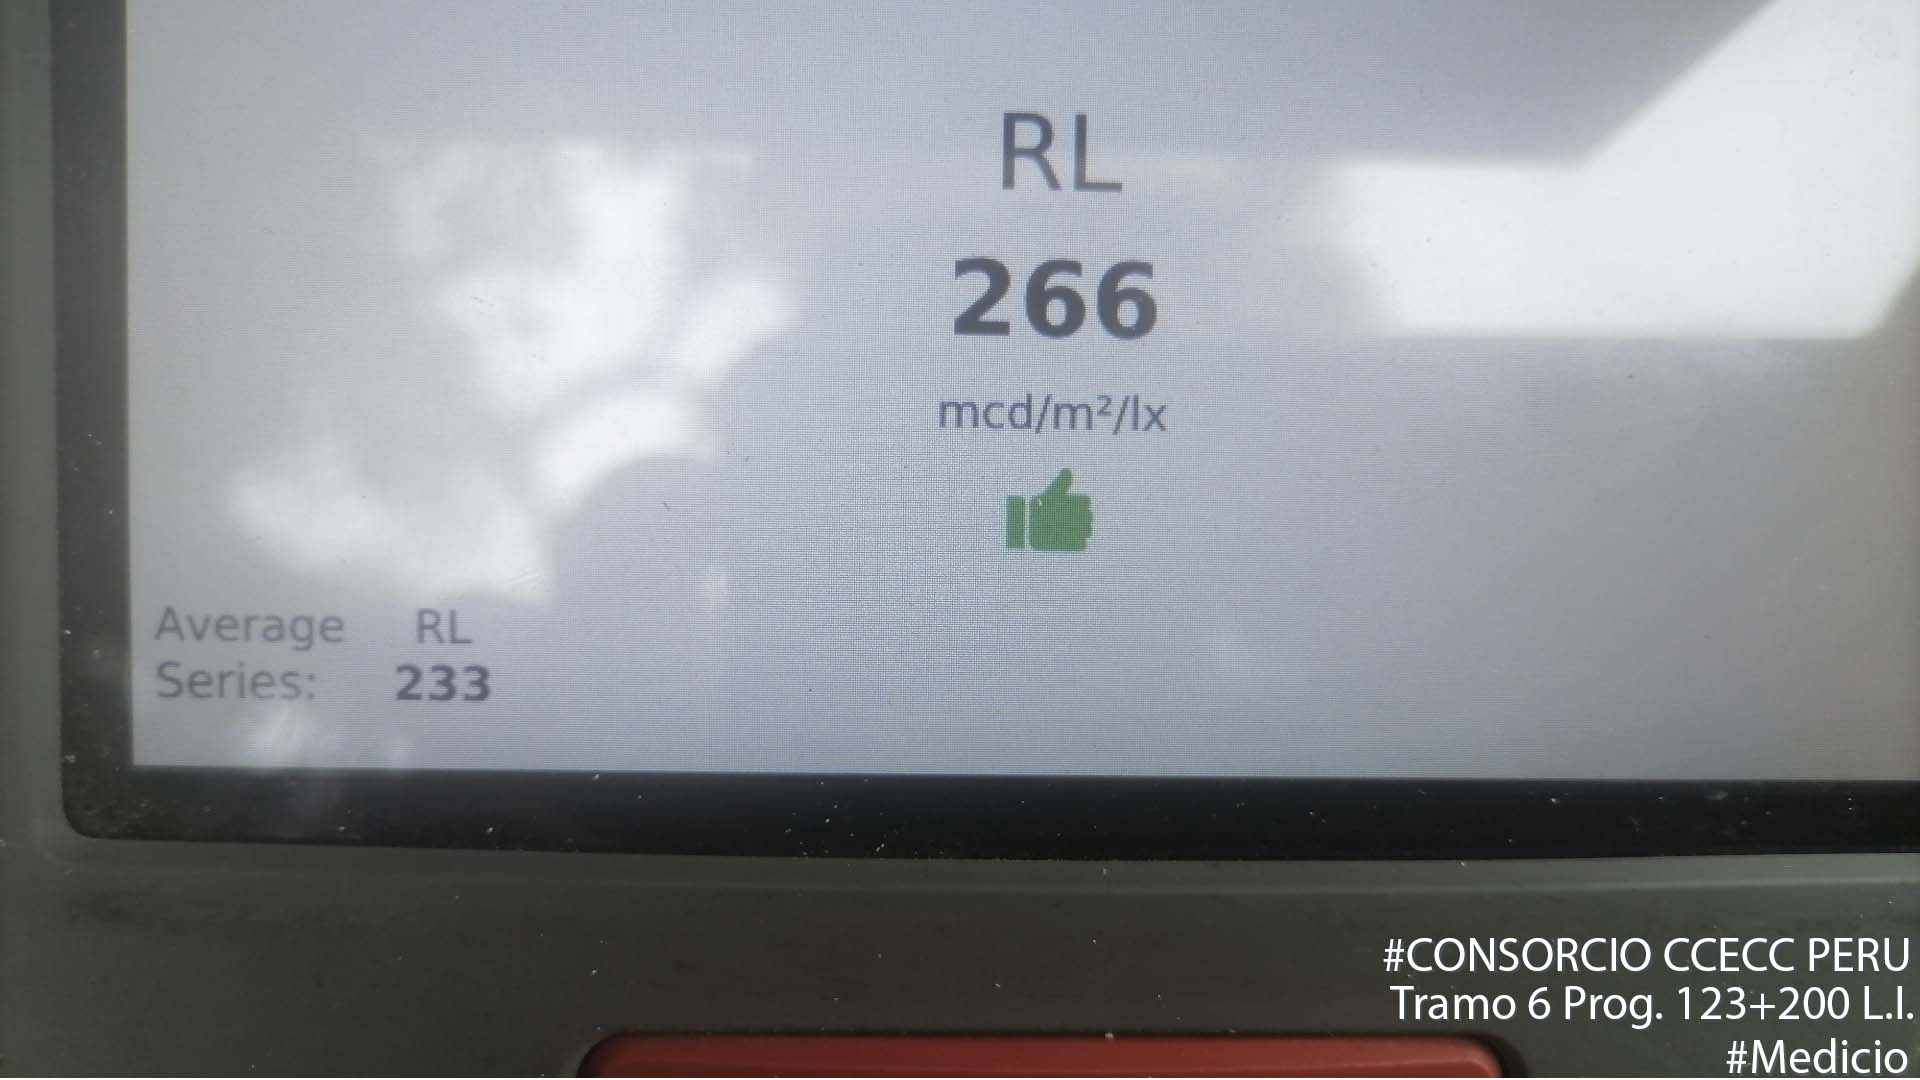 RL
266
mcd/m²/lx
Average RL
Series: 233
#CONSORCIO CCECC PERU
Tramo 6 Prog. 123+200 L.I.
#Medicio